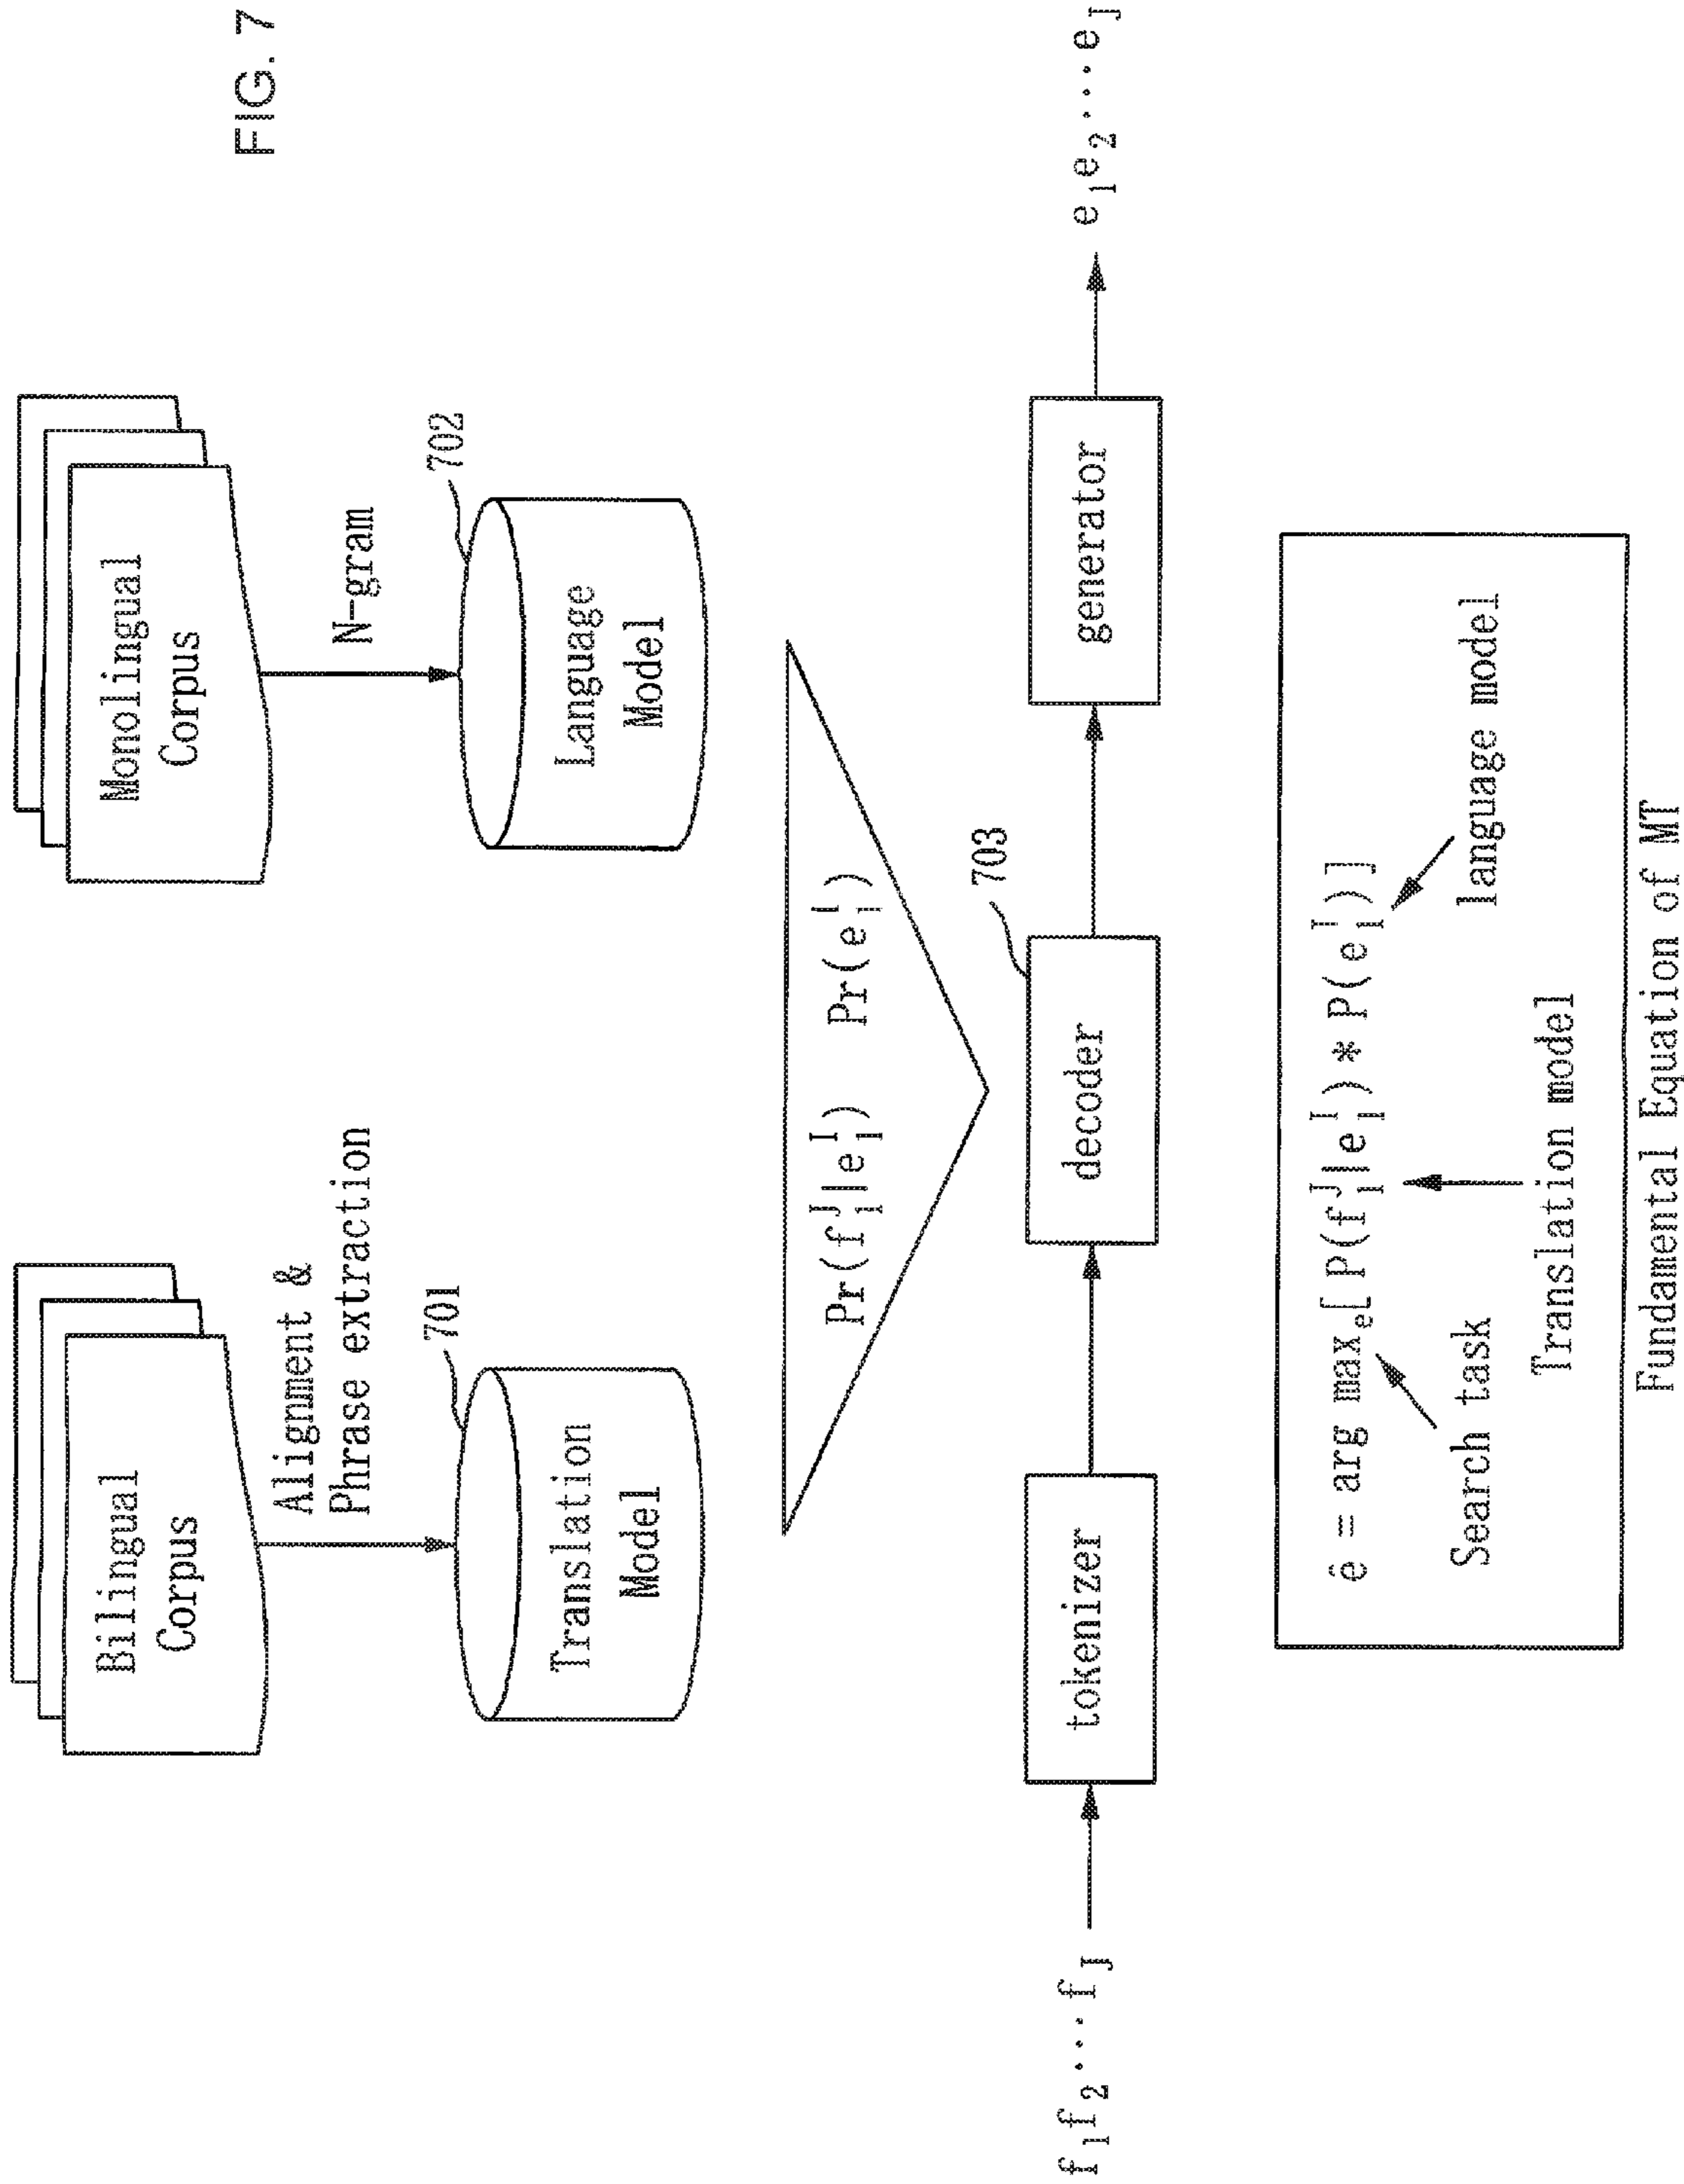 FIG. 7
Bilingual
Corpus
Monolingual
Corpus
Alignment &
Phrase extraction
N-gram
701
702
Translation
Model
Language
Model
Pr(f₁ᴶ|e₁ᴵ) Pr(e₁ᴵ)
703
f₁f₂···f_J
tokenizer
decoder
generator
e₁e₂···e_J
ê = arg maxₑ[P(f₁ᴶ|e₁ᴵ)*P(e₁ᴵ)]
Search task
language model
Translation model
Fundamental Equation of MT